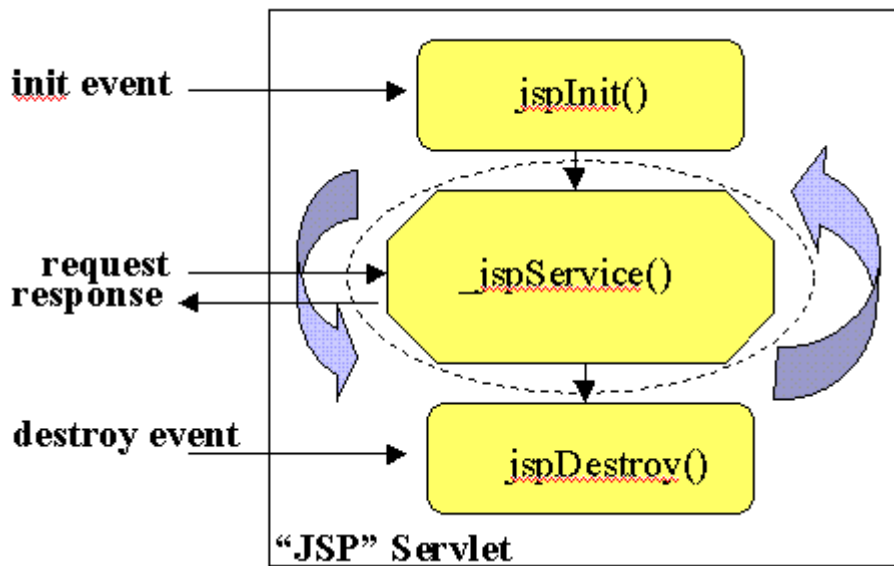 init event
jspInit()
request
response
_jspService()
destroy event
jspDestroy()
“JSP” Servlet